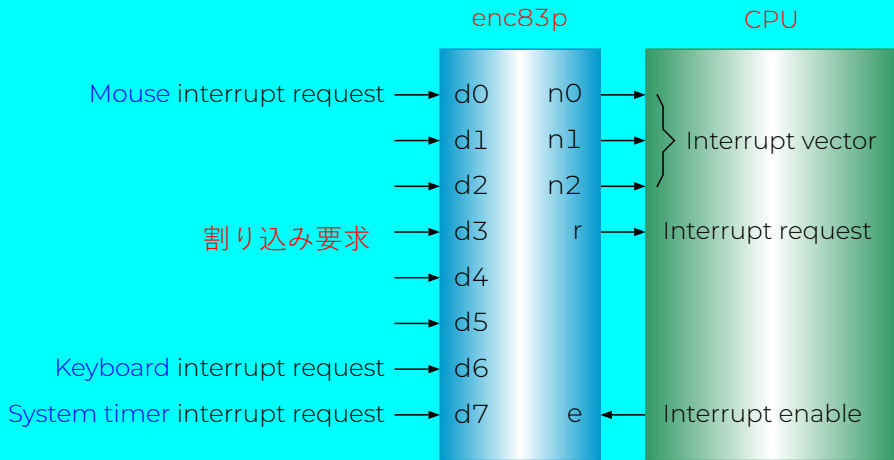 enc83p CPU
Mouse interrupt request d0 n0
d1 n1 Interrupt vector
d2 n2
割り込み要求 d3 r Interrupt request
d4
d5
Keyboard interrupt request d6
System timer interrupt request d7 e Interrupt enable